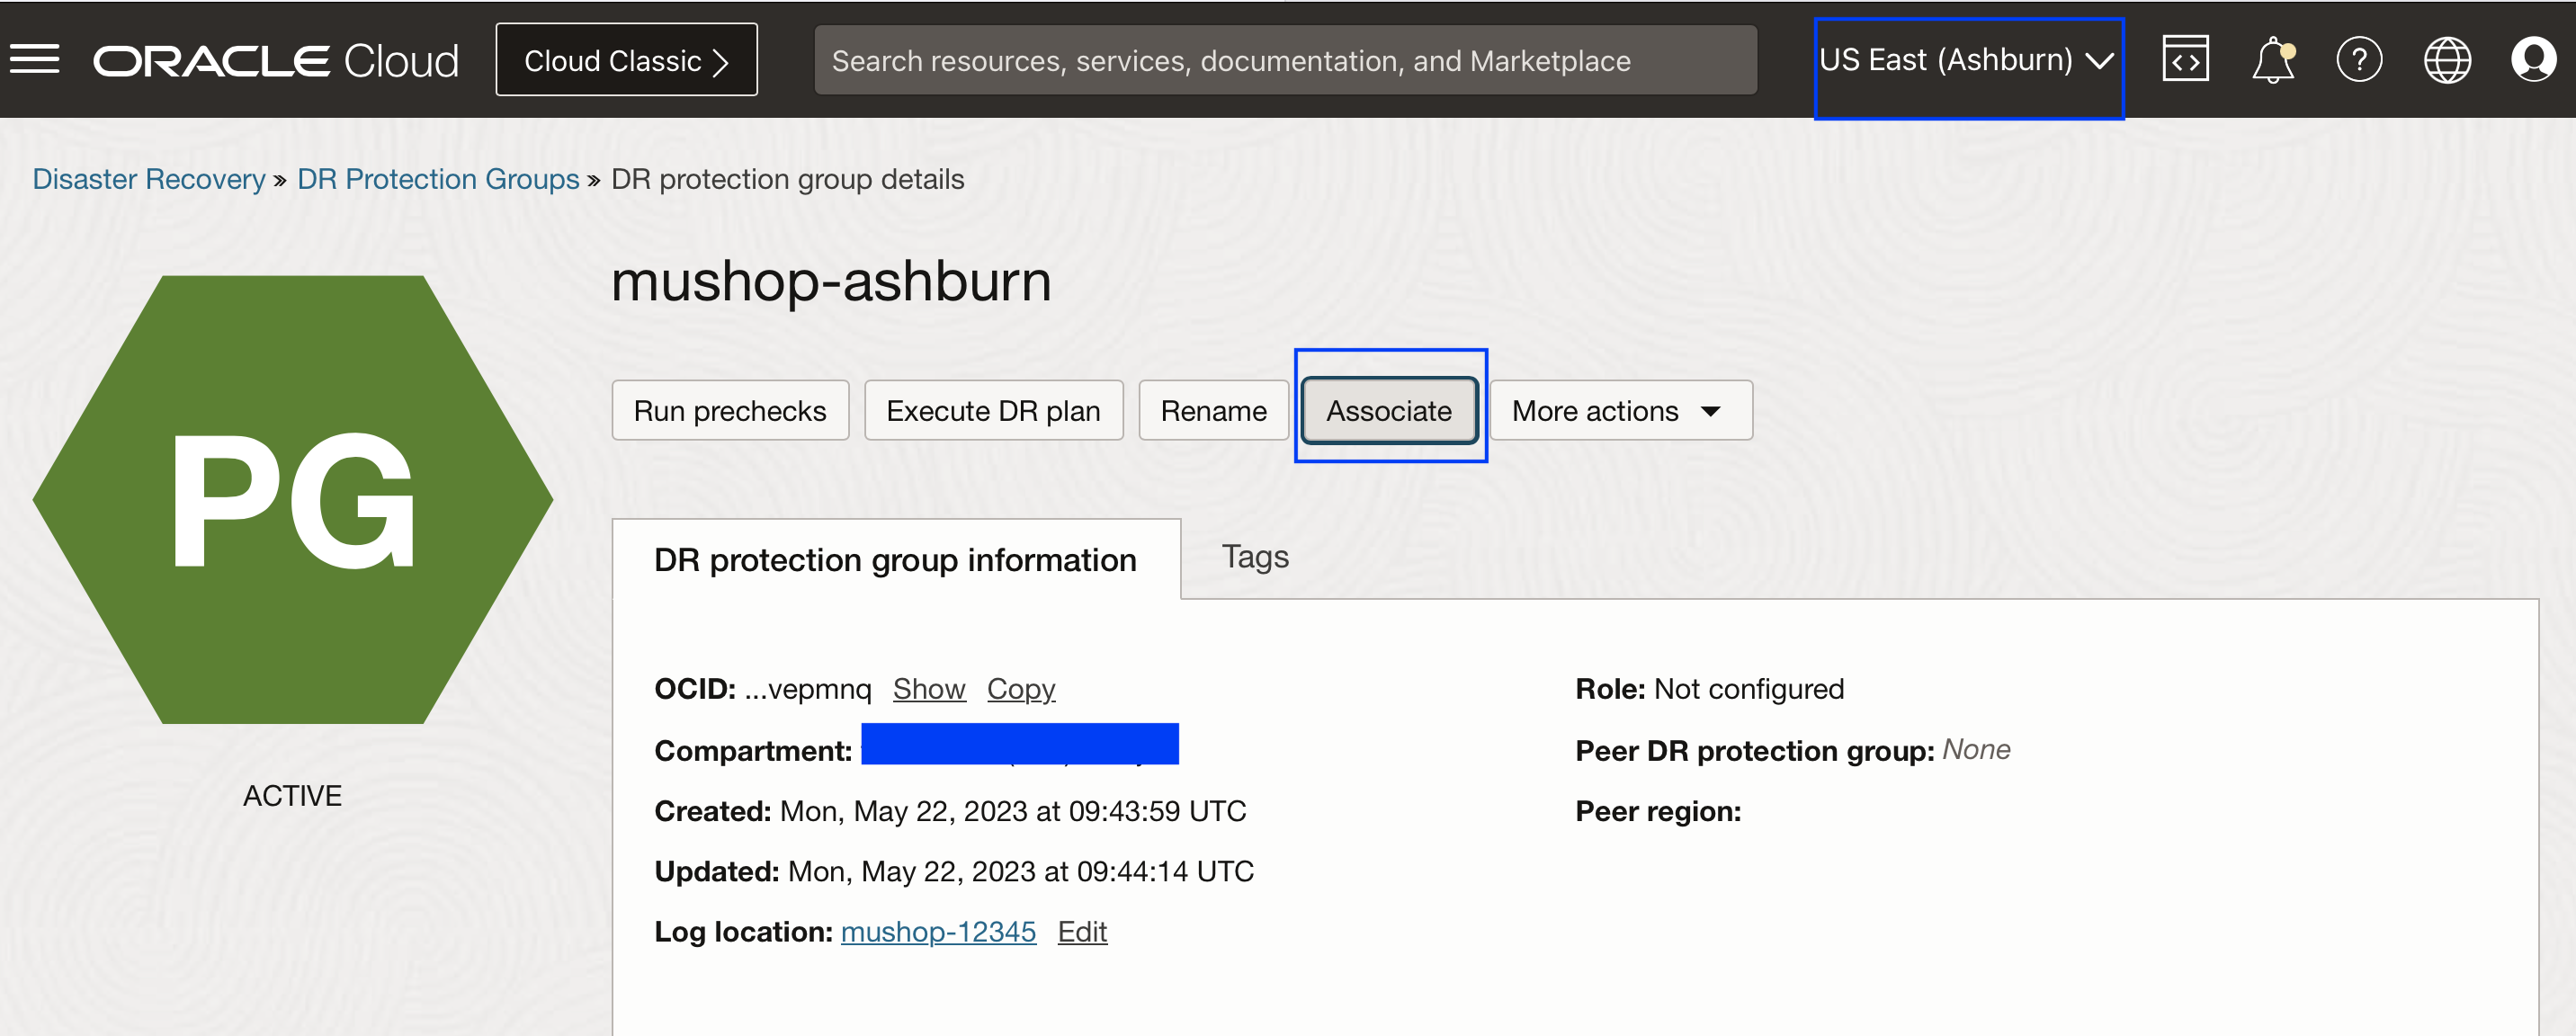 ORACLE Cloud Cloud Classic Search resources, services, documentation, and Marketplace US East (Ashburn)
Disaster Recovery » DR Protection Groups » DR protection group details
mushop-ashburn
Run prechecks Execute DR plan Rename Associate More actions
PG
ACTIVE
DR protection group information Tags
OCID: ...vepmnq Show Copy
Compartment:
Created: Mon, May 22, 2023 at 09:43:59 UTC
Updated: Mon, May 22, 2023 at 09:44:14 UTC
Log location: mushop-12345 Edit
Role: Not configured
Peer DR protection group: None
Peer region: